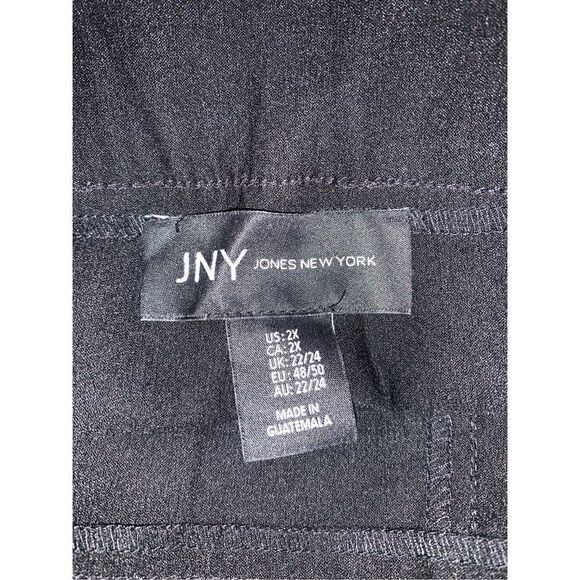 JNY JONES NEW YORK
US: 2X
CA: 2X
UK: 22/24
EU: 48/50
AU: 22/24
MADE IN
GUATEMALA